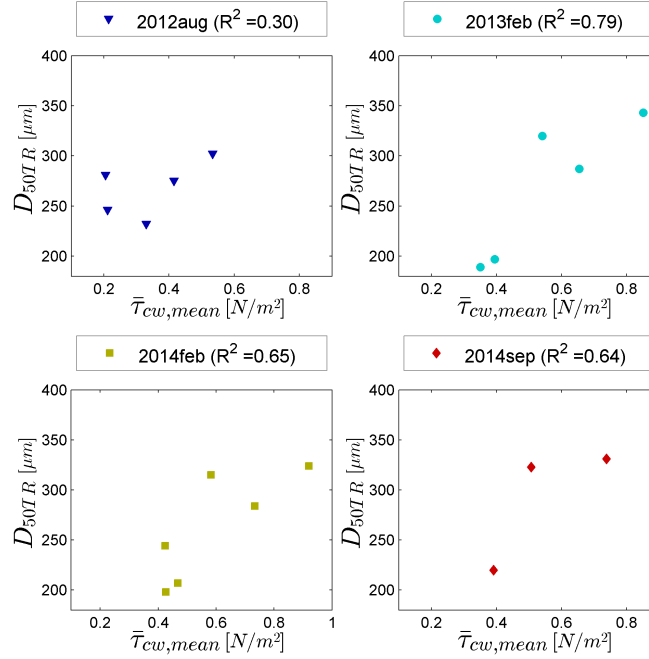 2012aug (R² =0.30)
2013feb (R² =0.79)
400
350
300
250
200
D50TR [μm]
0.2 0.4 0.6 0.8
τ̄cw,mean [N/m²]
400
350
300
250
200
D50TR [μm]
0.2 0.4 0.6 0.8
τ̄cw,mean [N/m²]
2014feb (R² =0.65)
2014sep (R² =0.64)
400
350
300
250
200
D50TR [μm]
0.2 0.4 0.6 0.8 1
τ̄cw,mean [N/m²]
400
350
300
250
200
D50TR [μm]
0.2 0.4 0.6 0.8
τ̄cw,mean [N/m²]